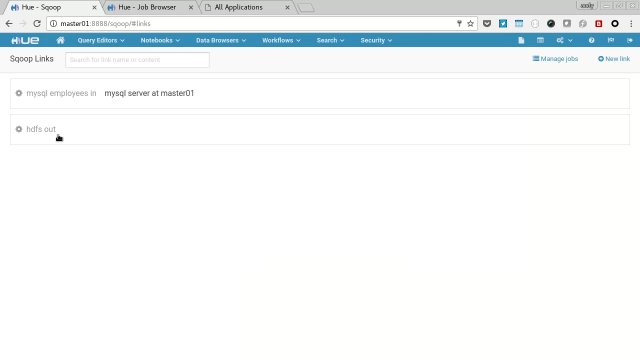 Hue - Sqoop
Hue - Job Browser
All Applications
master01:8888/sqoop/#links
HUE Query Editors Notebooks Data Browsers Workflows Search Security
Sqoop Links Search for link name or content Manage jobs New link
mysql employees in mysql server at master01
hdfs out